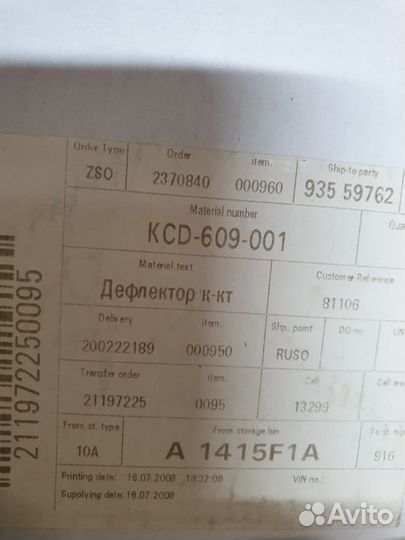 Order Type Order item. Ship-to party
ZSO 2370840 000960 935 59762
Material number
KCD-609-001
Material text Customer-Reference
Дефлектор к-кт 81106
Delivery item. Shp. point DG-no.
200222189 000950 RUSO
Transfer order item. Call
21197225 0095 13299
From st. type From storage bin
10A A 1415F1A 916
Printing date: 16.07.2008 VIN no.:
Supplying date: 16.07.2008
211972250095
Avito